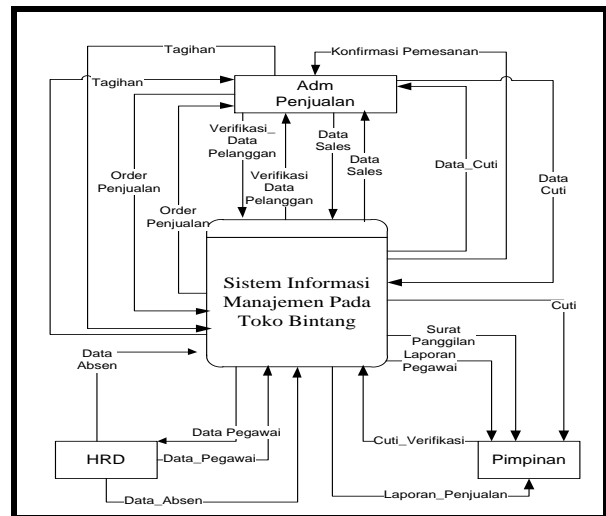 Tagihan
Konfirmasi Pemesanan
Tagihan
Adm
Penjualan
Verifikasi_
Data
Pelanggan
Data
Sales
Order
Penjualan
Verifikasi
Data
Pelanggan
Data
Sales
Data_Cuti
Data
Cuti
Order
Penjualan
Sistem Informasi
Manajemen Pada
Toko Bintang
Cuti
Data
Absen
Surat
Panggilan
Laporan
Pegawai
Data Pegawai
Cuti_Verifikasi
HRD
Data_Pegawai
Pimpinan
Data_Absen
Laporan_Penjualan